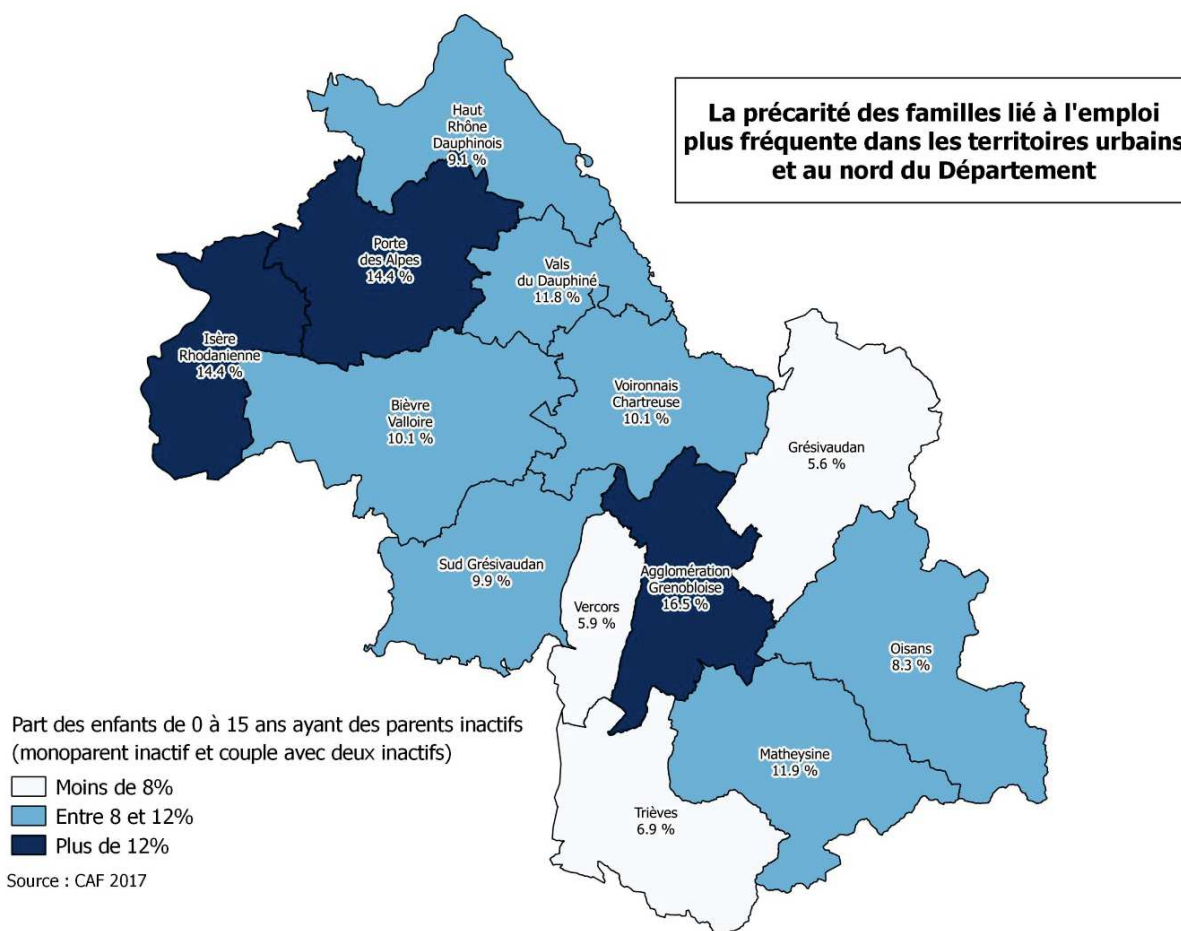 La précarité des familles lié à l'emploi
plus fréquente dans les territoires urbains
et au nord du Département
Haut
Rhône
Dauphinois
9.1 %
Porte
des Alpes
14.4 %
Vals
du Dauphiné
11.8 %
Isère
Rhodanienne
14.4 %
Bièvre
Valloire
10.1 %
Voironnais
Chartreuse
10.1 %
Grésivaudan
5.6 %
Sud Grésivaudan
9.9 %
Vercors
5.9 %
Agglomération
Grenobloise
16.5 %
Oisans
8.3 %
Matheysine
11.9 %
Trièves
6.9 %
Part des enfants de 0 à 15 ans ayant des parents inactifs
(monoparent inactif et couple avec deux inactifs)
Moins de 8%
Entre 8 et 12%
Plus de 12%
Source : CAF 2017